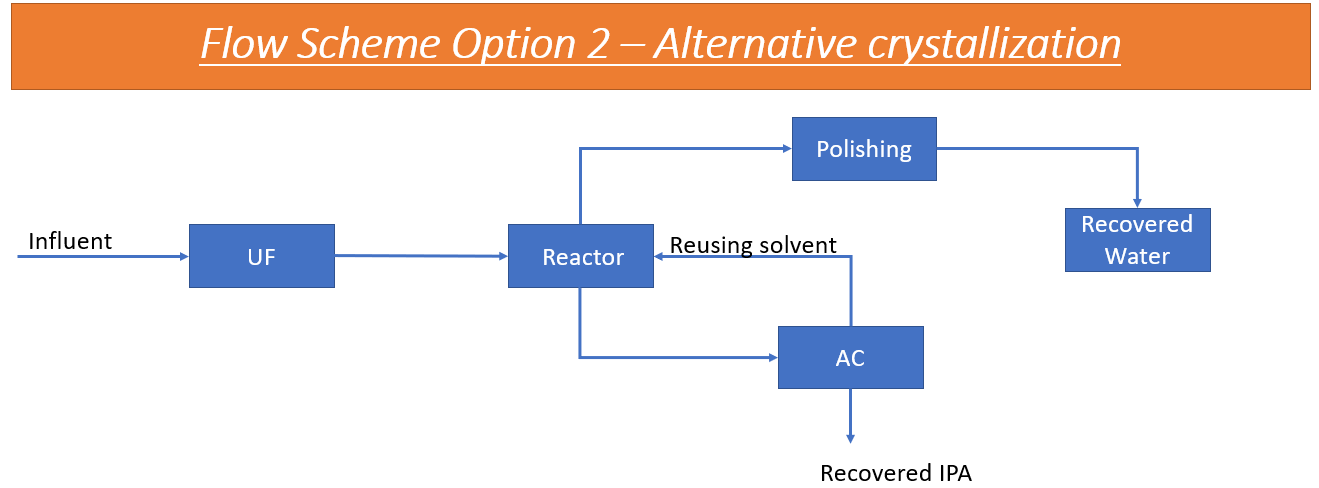 Flow Scheme Option 2 – Alternative crystallization
Polishing
Influent
UF
Reactor
Reusing solvent
Recovered
Water
AC
Recovered IPA